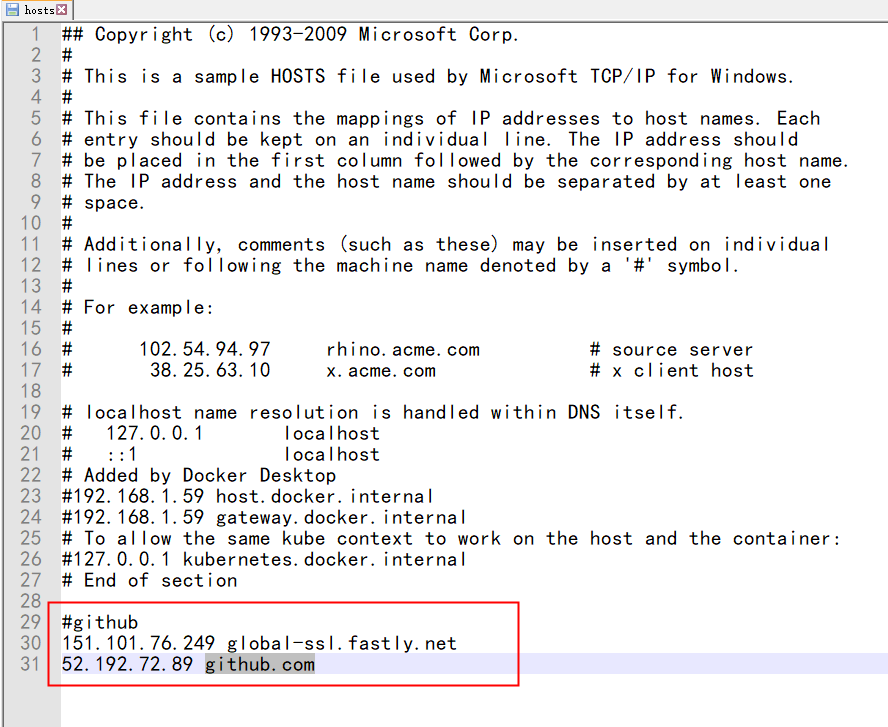 hosts
1 ## Copyright (c) 1993-2009 Microsoft Corp.
2 #
3 # This is a sample HOSTS file used by Microsoft TCP/IP for Windows.
4 #
5 # This file contains the mappings of IP addresses to host names. Each
6 # entry should be kept on an individual line. The IP address should
7 # be placed in the first column followed by the corresponding host name.
8 # The IP address and the host name should be separated by at least one
9 # space.
10 #
11 # Additionally, comments (such as these) may be inserted on individual
12 # lines or following the machine name denoted by a '#' symbol.
13 #
14 # For example:
15 #
16 #      102.54.94.97     rhino.acme.com          # source server
17 #       38.25.63.10     x.acme.com              # x client host
18
19 # localhost name resolution is handled within DNS itself.
20 #   127.0.0.1       localhost
21 #   ::1             localhost
22 # Added by Docker Desktop
23 #192.168.1.59 host.docker.internal
24 #192.168.1.59 gateway.docker.internal
25 # To allow the same kube context to work on the host and the container:
26 #127.0.0.1 kubernetes.docker.internal
27 # End of section
28
29 #github
30 151.101.76.249 global-ssl.fastly.net
31 52.192.72.89 github.com